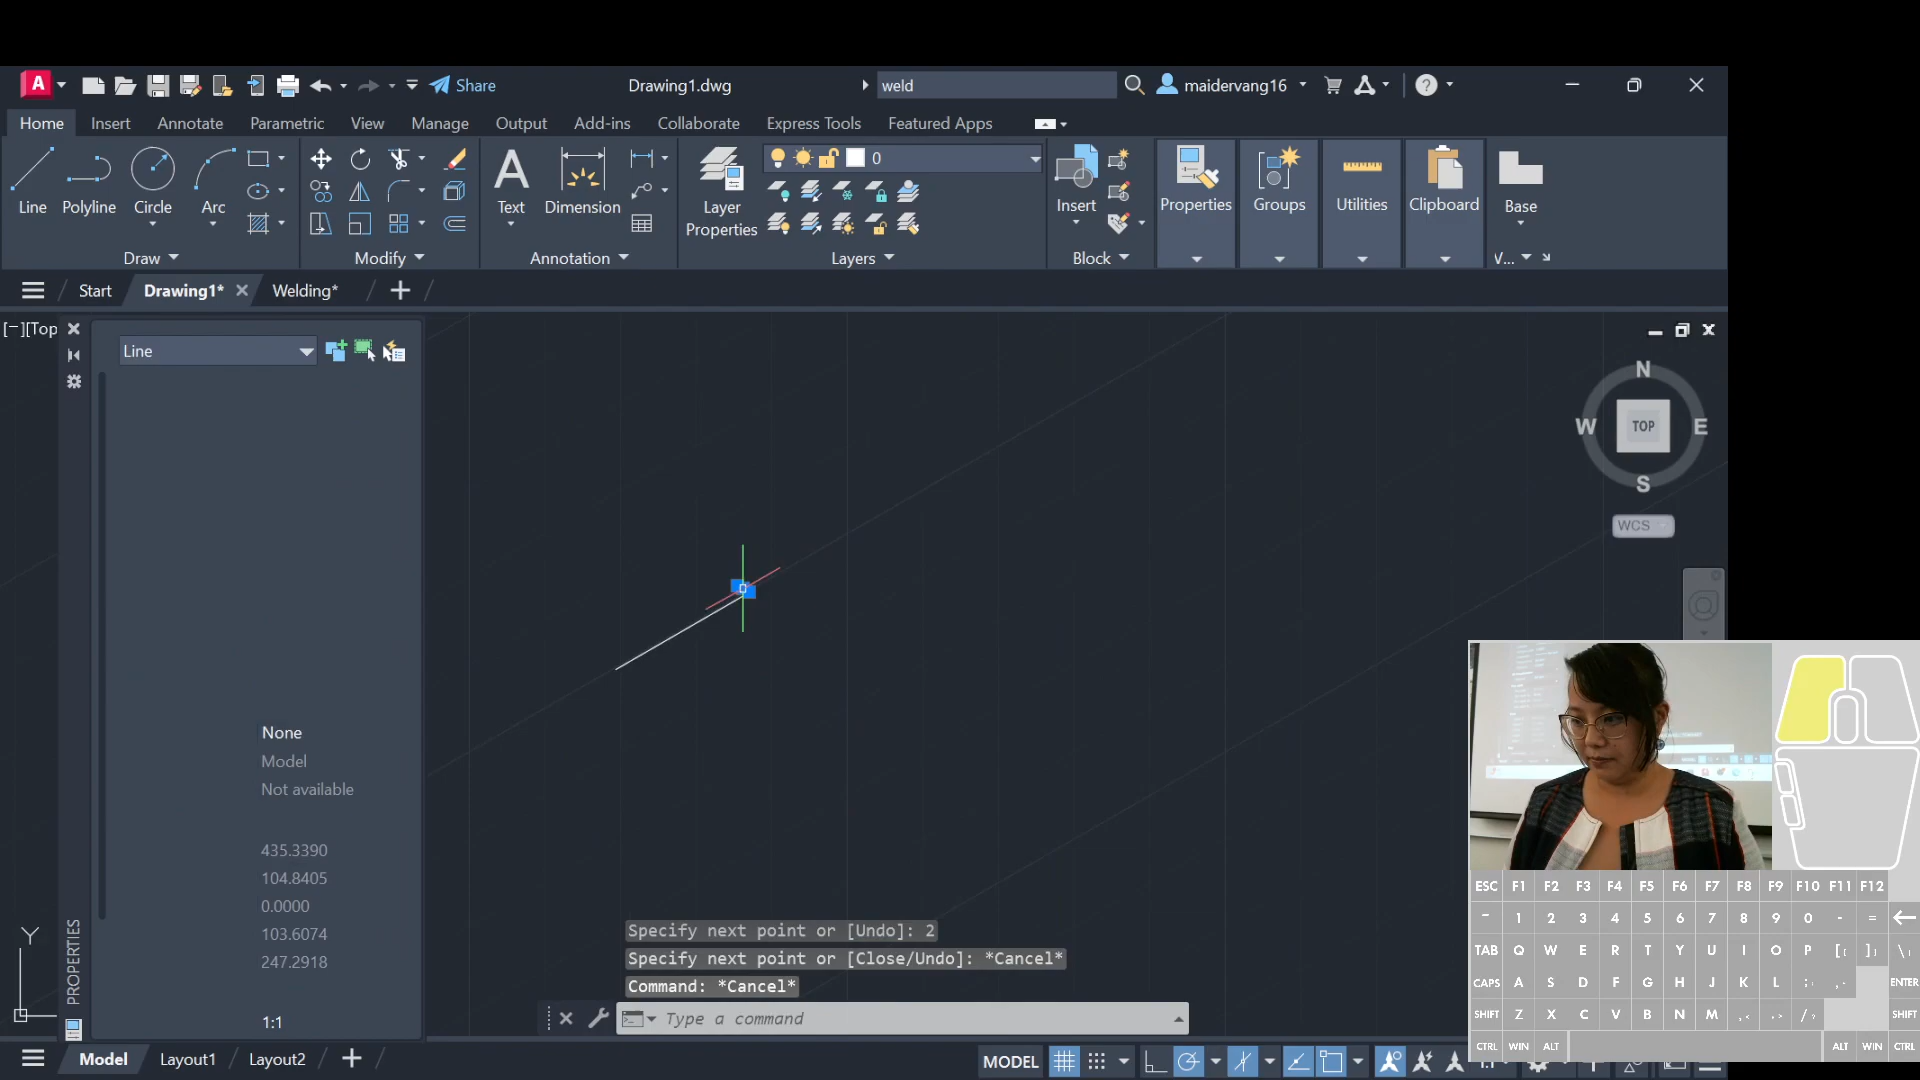 A Share Drawing1.dwg weld maidervang16
Home Insert Annotate Parametric View Manage Output Add-ins Collaborate Express Tools Featured Apps
0
Line Polyline Circle Arc Text Dimension Layer Properties Insert Properties Groups Utilities Clipboard Base
Draw Modify Annotation Layers Block V...
Start Drawing1* Welding*
[−][Top
Line
N
W TOP E
S
WCS
None
Model
Not available
435.3390
104.8405
0.0000
103.6074
247.2918
1:1
PROPERTIES
Y
Specify next point or [Undo]: 2
Specify next point or [Close/Undo]: *Cancel*
Command: *Cancel*
Type a command
Model Layout1 Layout2
MODEL
ESC F1 F2 F3 F4 F5 F6 F7 F8 F9 F10 F11 F12
1 2 3 4 5 6 7 8 9 0 - =
TAB Q W E R T Y U I O P
CAPS A S D F G H J K L ENTER
SHIFT Z X C V B N M SHIFT
CTRL WIN ALT ALT WIN CTRL